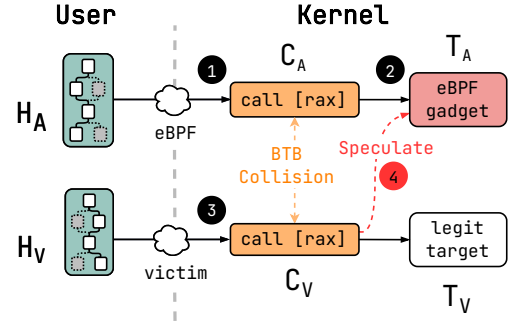 User
Kernel
C_A
T_A
1
2
H_A
call [rax]
eBPF
gadget
eBPF
BTB
Collision
Speculate
4
3
H_V
call [rax]
legit
target
victim
C_V
T_V